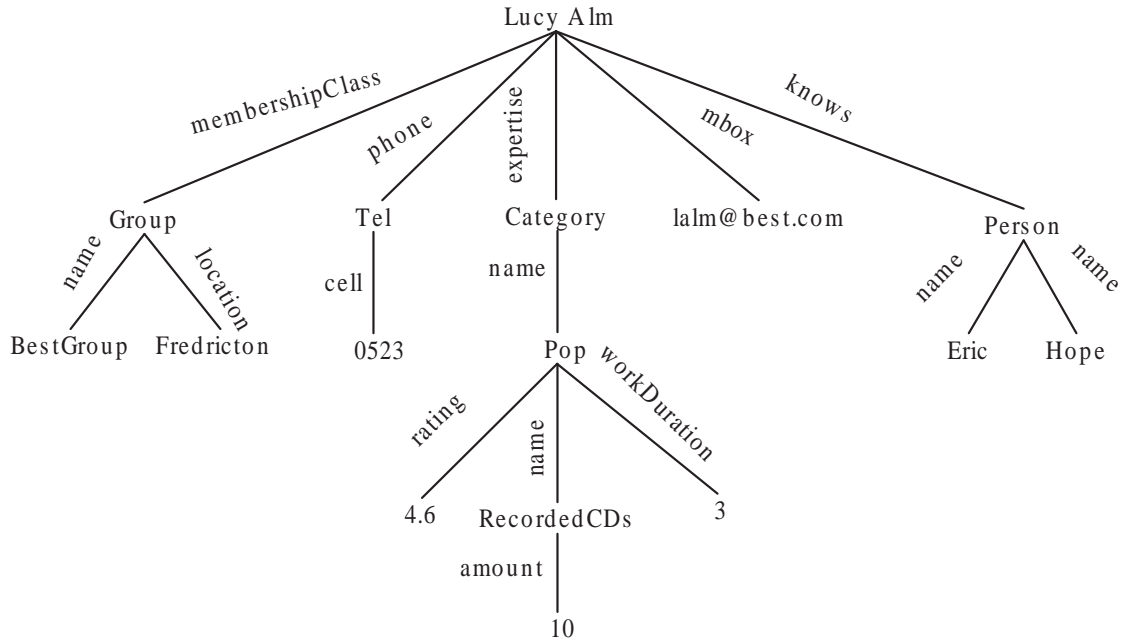 Lucy Alm
membershipClass
phone
expertise
mbox
knows
Group
Tel
Category
lalm@best.com
Person
name
location
cell
name
name
name
BestGroup
Fredricton
0523
Pop
Eric
Hope
rating
name
workDuration
4.6
RecordedCDs
3
amount
10